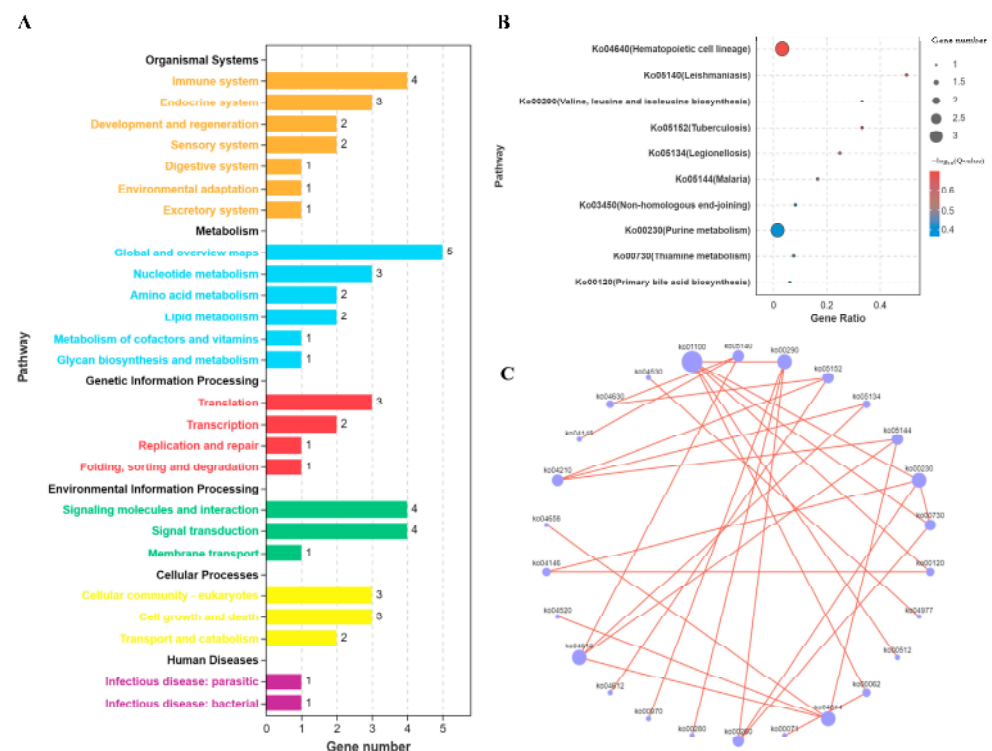 A
Organismal Systems
Immune system 4
Endocrine system 3
Development and regeneration 2
Sensory system 2
Digestive system 1
Environmental adaptation 1
Excretory system 1
Metabolism
Global and overview maps 5
Nucleotide metabolism 3
Amino acid metabolism 2
Lipid metabolism 2
Metabolism of cofactors and vitamins 1
Glycan biosynthesis and metabolism 1
Genetic Information Processing
Translation 3
Transcription 2
Replication and repair 1
Folding, sorting and degradation 1
Environmental Information Processing
Signaling molecules and interaction 4
Signal transduction 4
Membrane transport 1
Cellular Processes
Cellular community - eukaryotes 3
Cell growth and death 3
Transport and catabolism 2
Human Diseases
Infectious disease: parasitic 1
Infectious disease: bacterial 1
0 1 2 3 4 5
Gene number
Pathway
B
Ko04640(Hematopoietic cell lineage)
Ko05140(Leishmaniasis)
Ko00290(Valine, leucine and isoleucine biosynthesis)
Ko05152(Tuberculosis)
Ko05134(Legionellosis)
Ko05144(Malaria)
Ko03450(Non-homologous end-joining)
Ko00230(Purine metabolism)
Ko00730(Thiamine metabolism)
Ko00120(Primary bile acid biosynthesis)
0 0.2 0.4
Gene Ratio
Pathway
Gene number
1
1.5
2
2.5
3
−log₁₀(Q-value)
0.6
0.5
0.4
C
ko01100
ko05140
ko00290
ko05152
ko05134
ko05144
ko00230
ko00730
ko00120
ko04977
ko00512
ko00062
ko00071
ko00260
ko00280
ko00970
ko04612
ko04520
ko04146
ko04658
ko04210
ko04630
ko04530